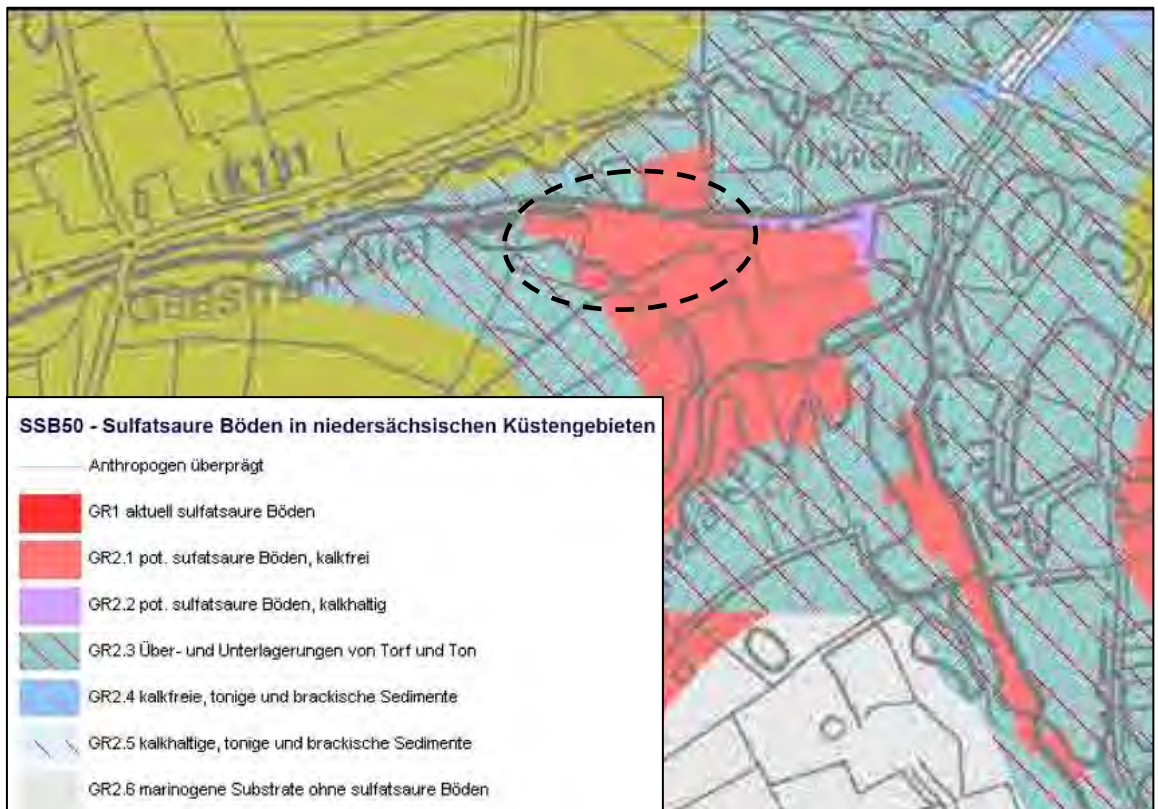 (K131)
SSB50 - Sulfatsaure Böden in niedersächsischen Küstengebieten
Anthropogen überprägt
GR1 aktuell sulfatsaure Böden
GR2.1 pot. sufatsaure Böden, kalkfrei
GR2.2 pot. sulfatsaure Böden, kalkhaltig
GR2.3 Über- und Unterlagerungen von Torf und Ton
GR2.4 kalkfreie, tonige und brackische Sedimente
GR2.5 kalkhaltige, tonige und brackische Sedimente
GR2.6 marinogene Substrate ohne sulfatsaure Böden